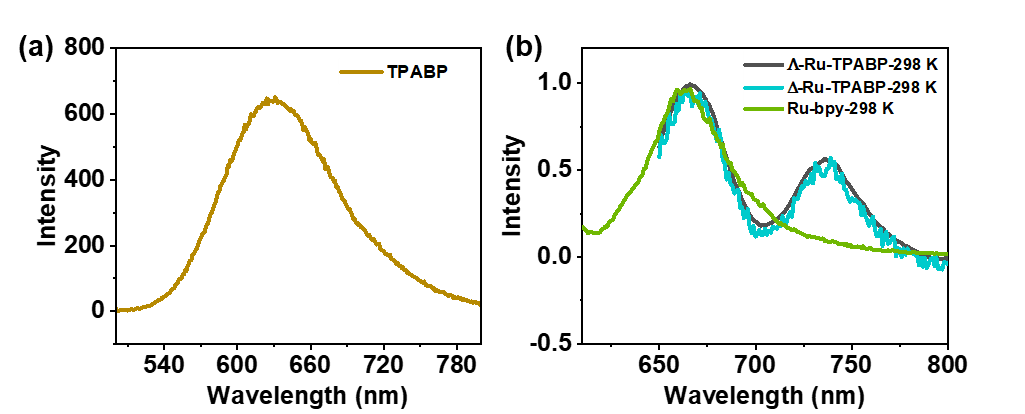 (a)
800
600
400
200
0
Intensity
TPABP
540 600 660 720 780
Wavelength (nm)
(b)
1.0
0.5
0.0
-0.5
Intensity
Λ-Ru-TPABP-298 K
Δ-Ru-TPABP-298 K
Ru-bpy-298 K
650 700 750 800
Wavelength (nm)